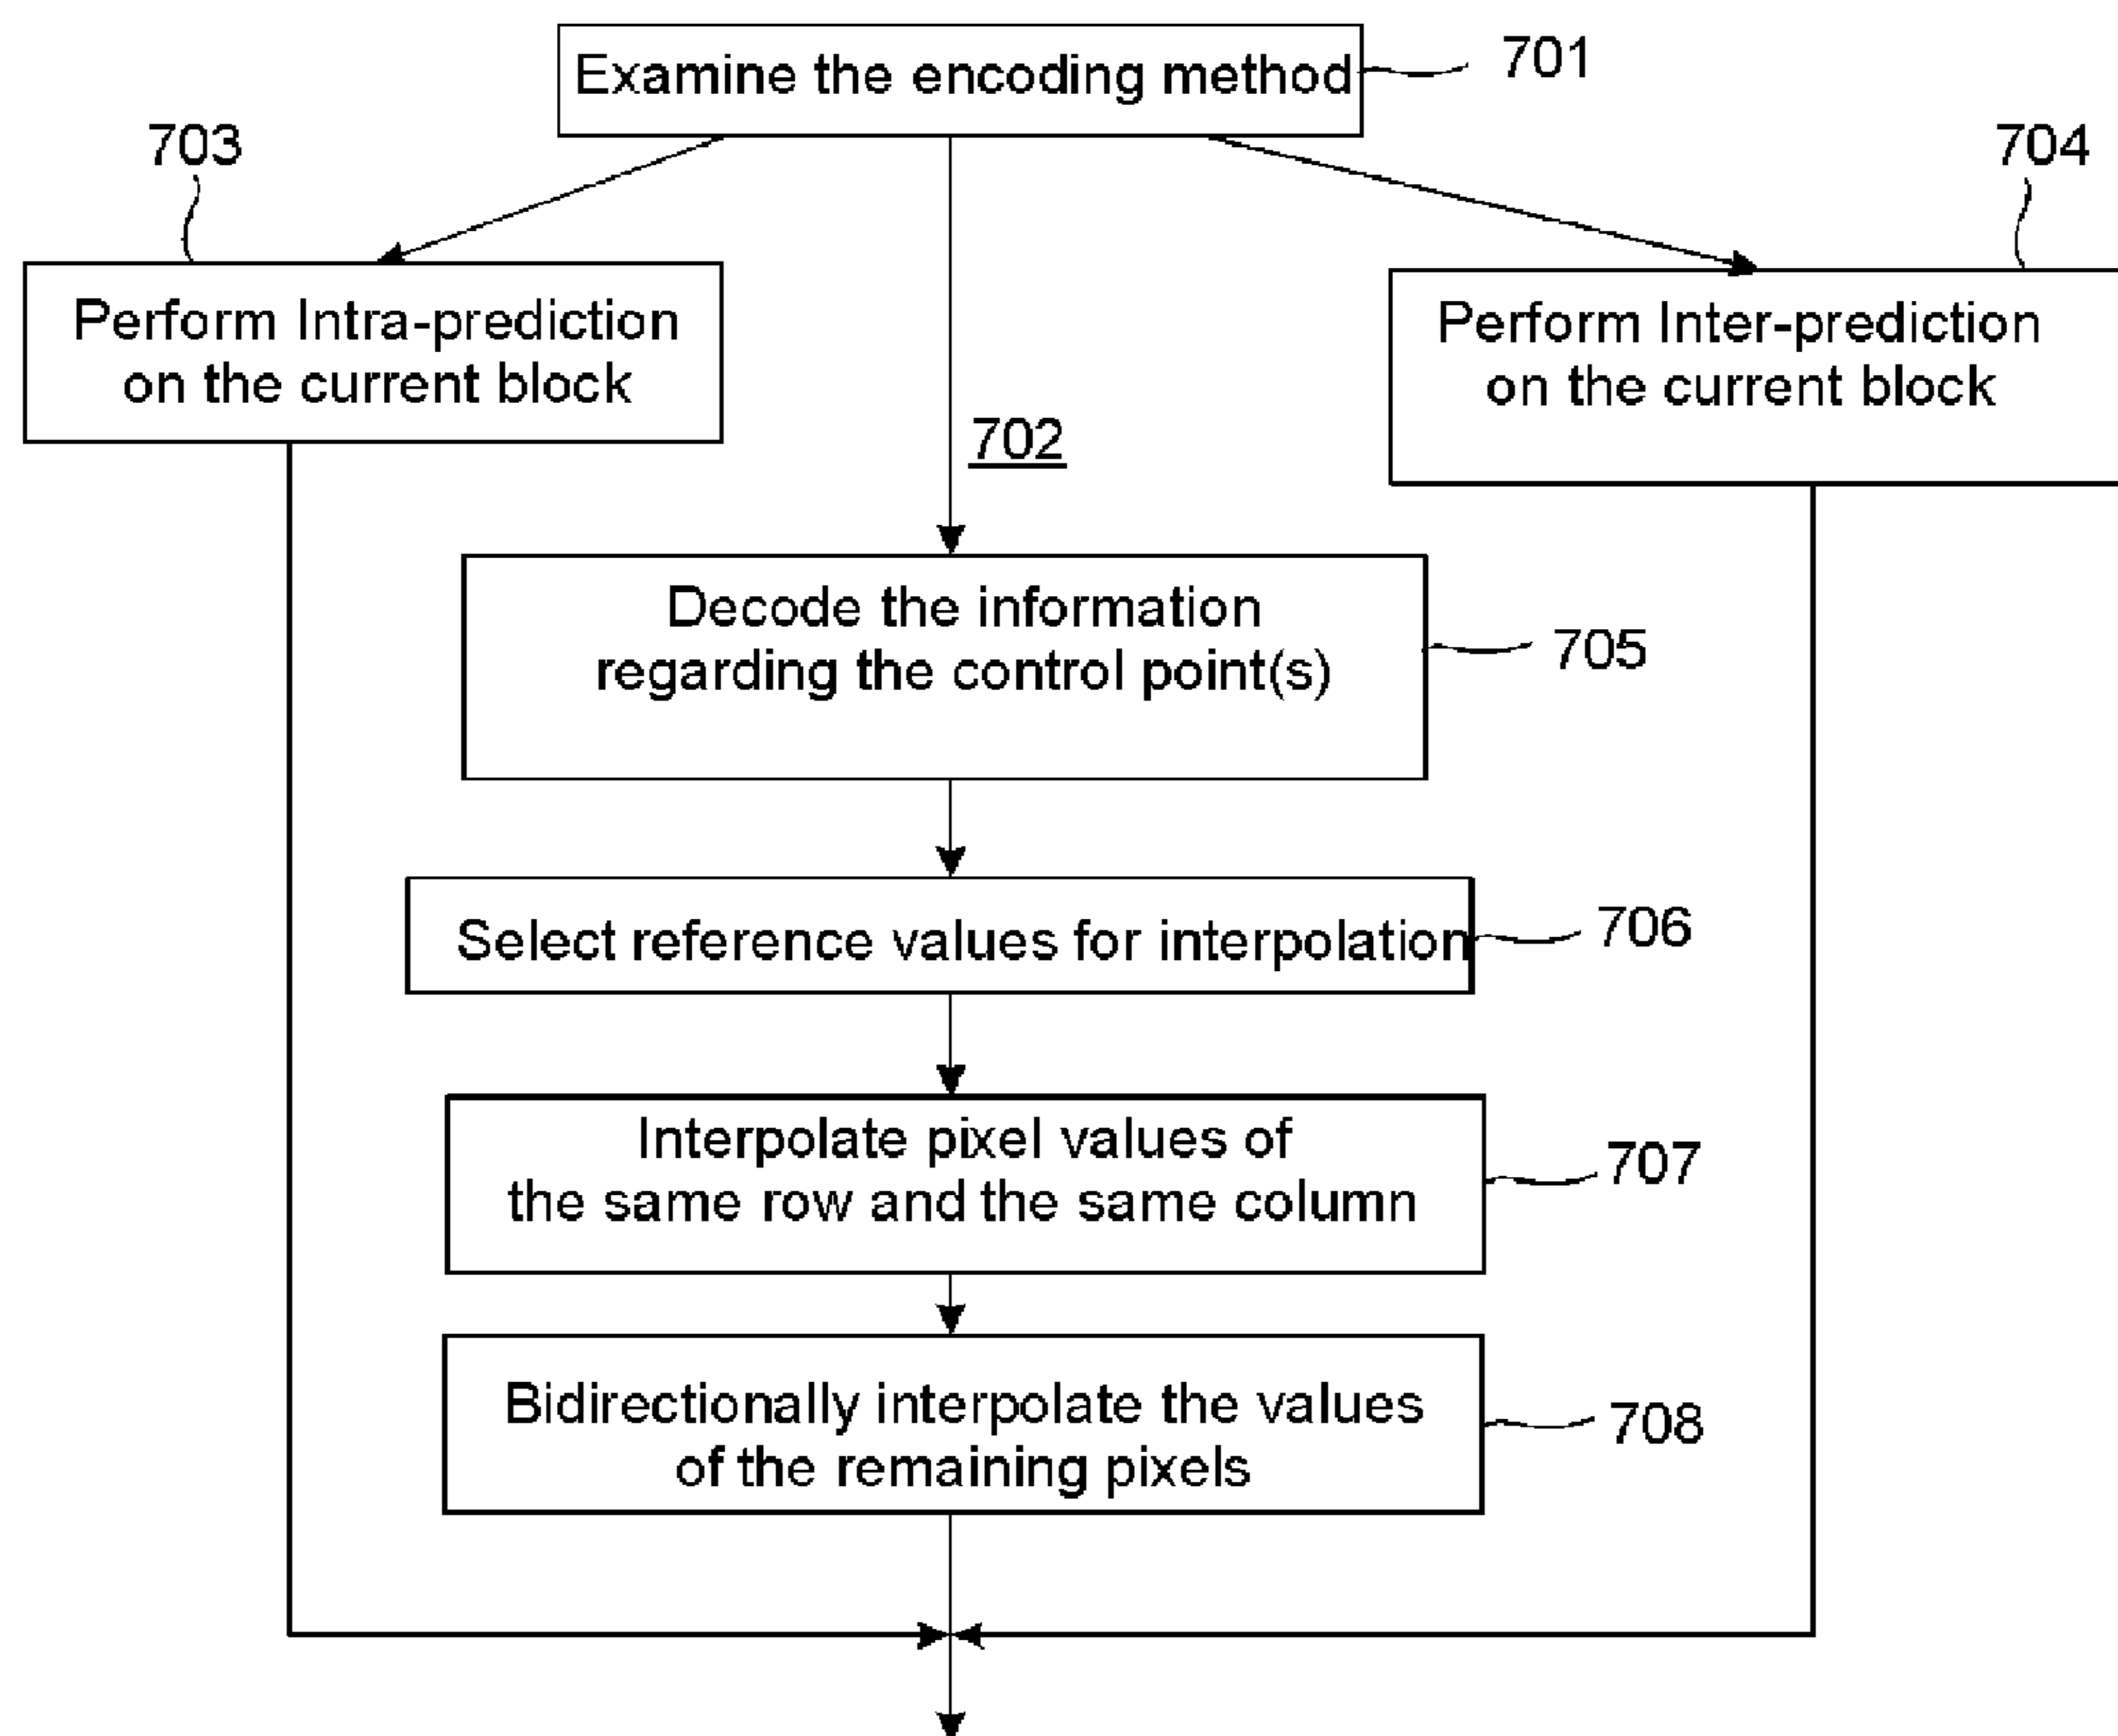 Examine the encoding method
701
703
704
Perform Intra-prediction
on the current block
Perform Inter-prediction
on the current block
702
Decode the information
regarding the control point(s)
705
Select reference values for interpolation
706
Interpolate pixel values of
the same row and the same column
707
Bidirectionally interpolate the values
of the remaining pixels
708